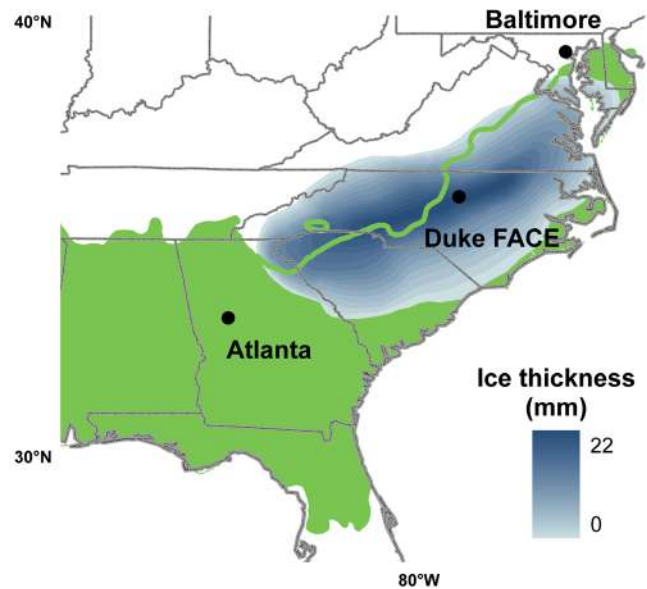 40°N
Baltimore
Duke FACE
Atlanta
Ice thickness
(mm)
22
0
30°N
80°W